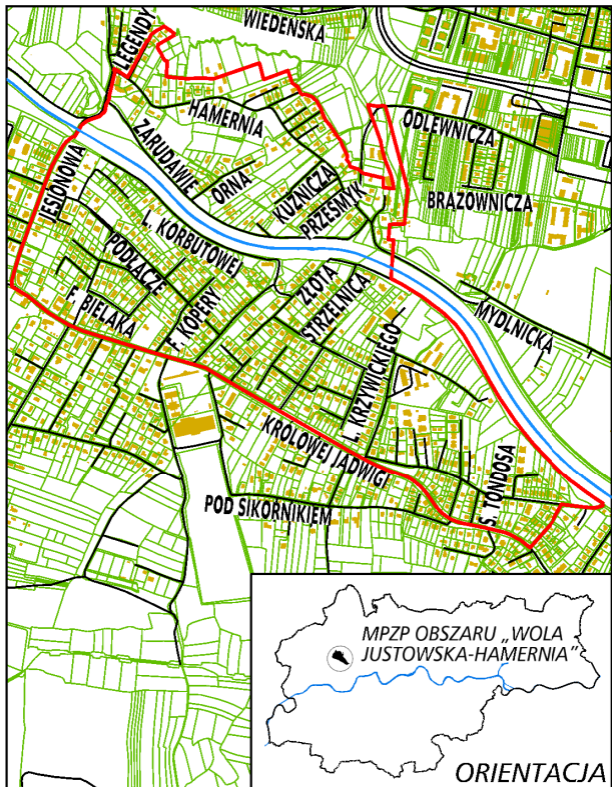 WIEDEŃSKA
LEGENDY
HAMERNIA
ODLEWNICZA
ZARUDAWIE
ORNA
KUŹNICZA
PRZESMYK
BRĄZOWNICZA
JESIONOWA
L. KORBUTOWEJ
PODŁĄCZE
ZŁOTA
STRZELNICA
F. BIELAKA
F. KOPERY
MYDLNICKA
L. KRZYWICKIEGO
KRÓLOWEJ JADWIGI
S. TONDOSA
POD SIKORNIKIEM
MPZP OBSZARU „WOLA
JUSTOWSKA-HAMERNIA”
ORIENTACJA